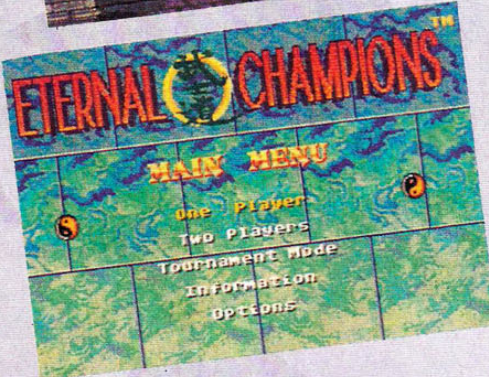 ETERNAL CHAMPIONS™
MAIN MENU
One Player
Two Players
Tournament Mode
Information
Options